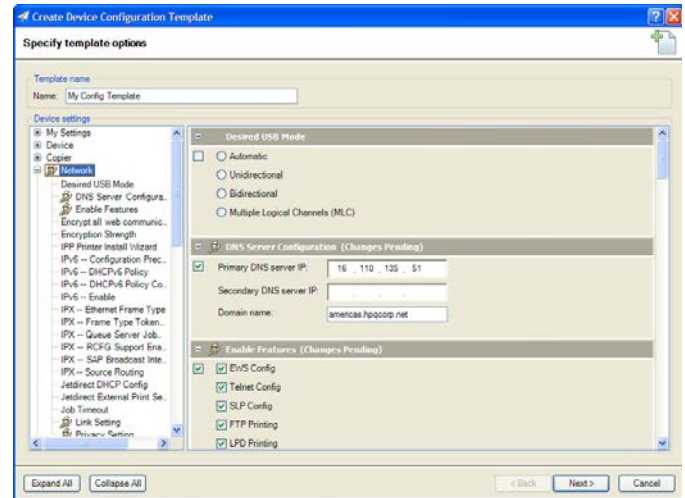 Create Device Configuration Template
Specify template options
Template name
Name: My Config Template
Device settings
My Settings
Device
Copier
Network
Desired USB Mode
DNS Server Configura..
Enable Features
Encrypt all web communic..
Encryption Strength
IPP Printer Install Wizard
IPv6 -- Configuration Prec..
IPv6 -- DHCPv6 Policy
IPv6 -- DHCPv6 Policy Co..
IPv6 -- Enable
IPX -- Ethernet Frame Type
IPX -- Frame Type Token..
IPX -- Queue Server Job..
IPX -- RCFG Support Ena..
IPX -- SAP Broadcast Inte..
IPX -- Source Routing
Jetdirect DHCP Config
Jetdirect External Print Se..
Job Timeout
Link Setting
Privacy Setting
Desired USB Mode
Automatic
Unidirectional
Bidirectional
Multiple Logical Channels (MLC)
DNS Server Configuration (Changes Pending)
Primary DNS server IP: 16 . 110 . 135 . 51
Secondary DNS server IP: . . .
Domain name: americas.hpqcorp.net
Enable Features (Changes Pending)
EWS Config
Telnet Config
SLP Config
FTP Printing
LPD Printing
Expand All Collapse All < Back Next > Cancel